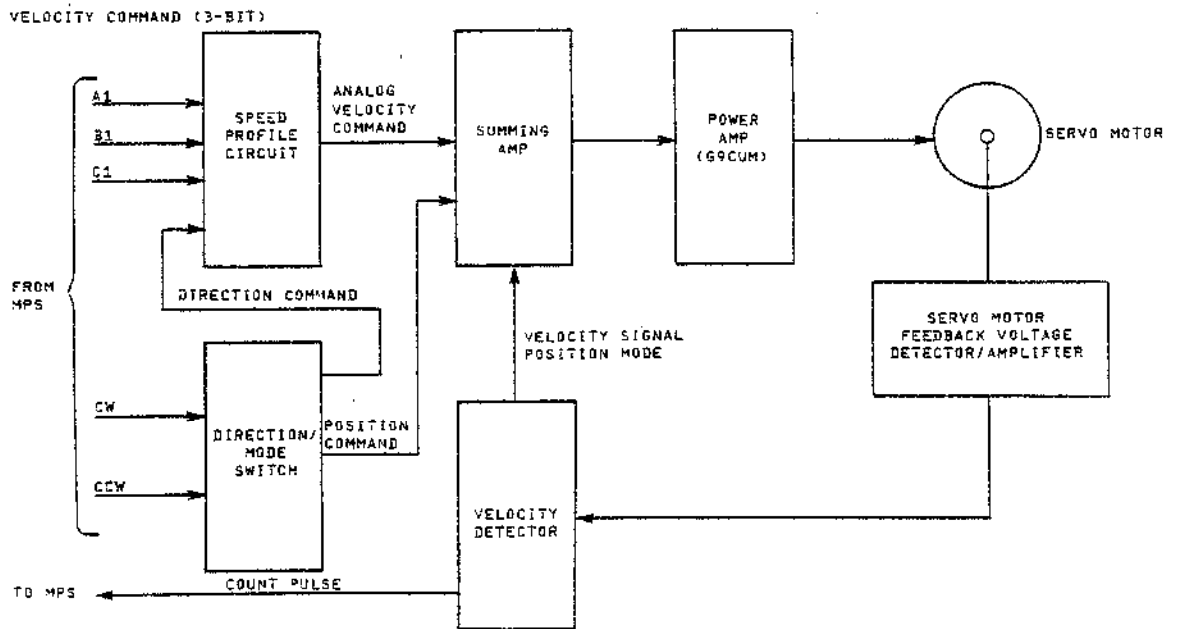 VELOCITY COMMAND (3-BIT)
A1
B1
C1
SPEED
PROFILE
CIRCUIT
ANALOG
VELOCITY
COMMAND
SUMMING
AMP
POWER
AMP
(G9CUM)
SERVO MOTOR
FROM
MPS
DIRECTION COMMAND
VELOCITY SIGNAL
POSITION MODE
SERVO MOTOR
FEEDBACK VOLTAGE
DETECTOR/AMPLIFIER
CW
CCW
DIRECTION/
MODE
SWITCH
POSITION
COMMAND
VELOCITY
DETECTOR
TO MPS
COUNT PULSE